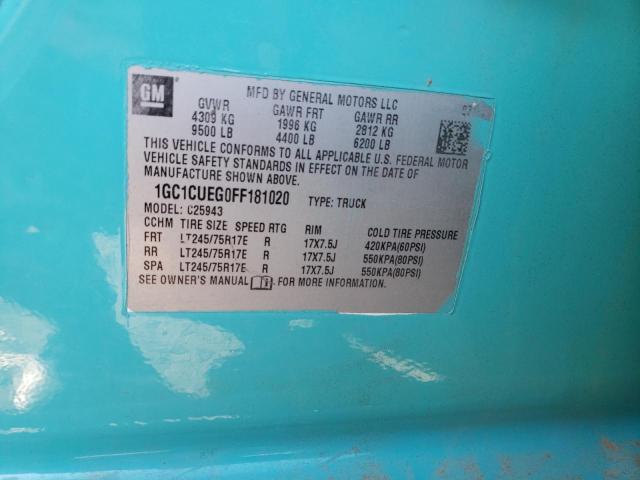 GM
MFD BY GENERAL MOTORS LLC
GVWR GAWR FRT GAWR RR
4309 KG 1996 KG 2812 KG
9500 LB 4400 LB 6200 LB
THIS VEHICLE CONFORMS TO ALL APPLICABLE U.S. FEDERAL MOTOR
VEHICLE SAFETY STANDARDS IN EFFECT ON THE DATE OF
MANUFACTURE SHOWN ABOVE.
1GC1CUEG0FF181020 TYPE: TRUCK
MODEL: C25943
CCHM TIRE SIZE SPEED RTG RIM COLD TIRE PRESSURE
FRT LT245/75R17E R 17X7.5J 420KPA(60PSI)
RR LT245/75R17E R 17X7.5J 550KPA(80PSI)
SPA LT245/75R17E R 17X7.5J 550KPA(80PSI)
SEE OWNER'S MANUAL FOR MORE INFORMATION.